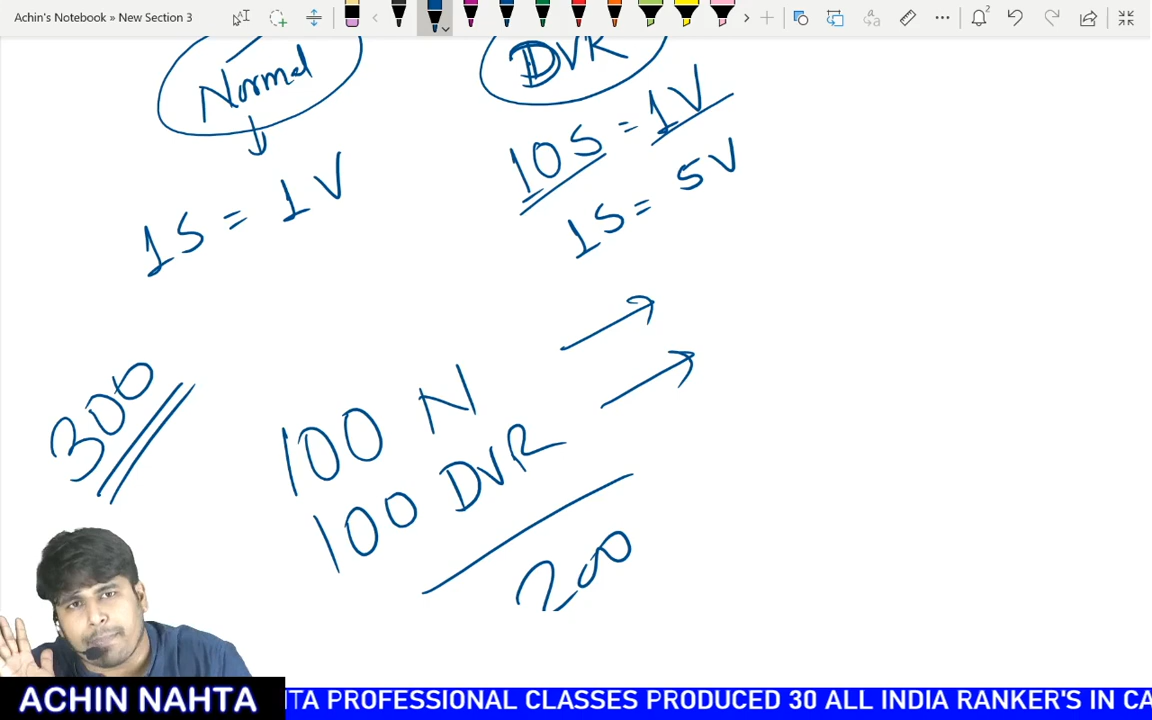 Achin's Notebook » New Section 3
2
Normal
DVR
1S = 1V
10S = 1V
1S = 5V
300
100 N
100 DVR
200
ACHIN NAHTA
TA PROFESSIONAL CLASSES PRODUCED 30 ALL INDIA RANKER'S IN CA